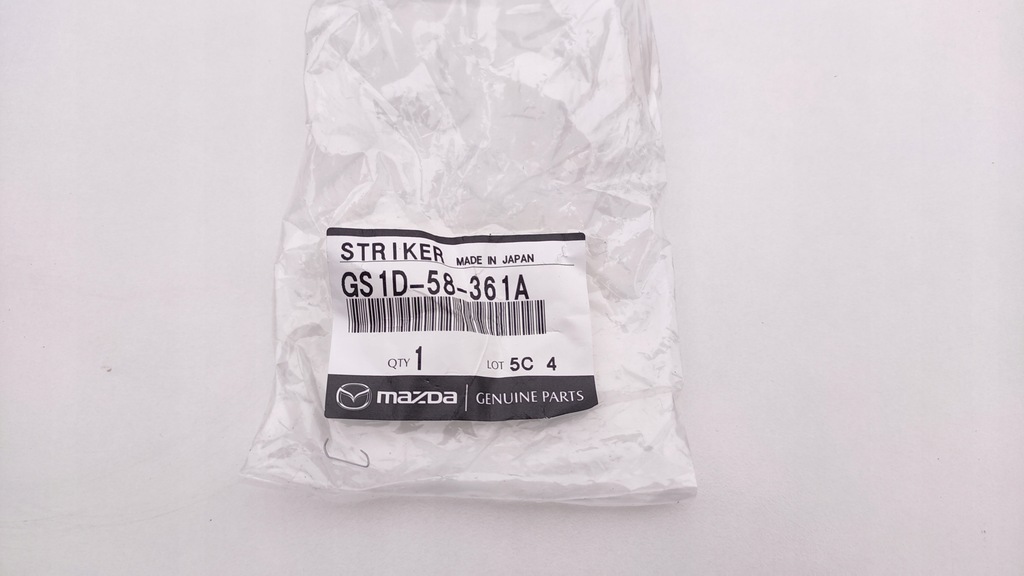 STRIKER MADE IN JAPAN
GS1D-58-361A
QTY 1 LOT 5C 4
mazda | GENUINE PARTS